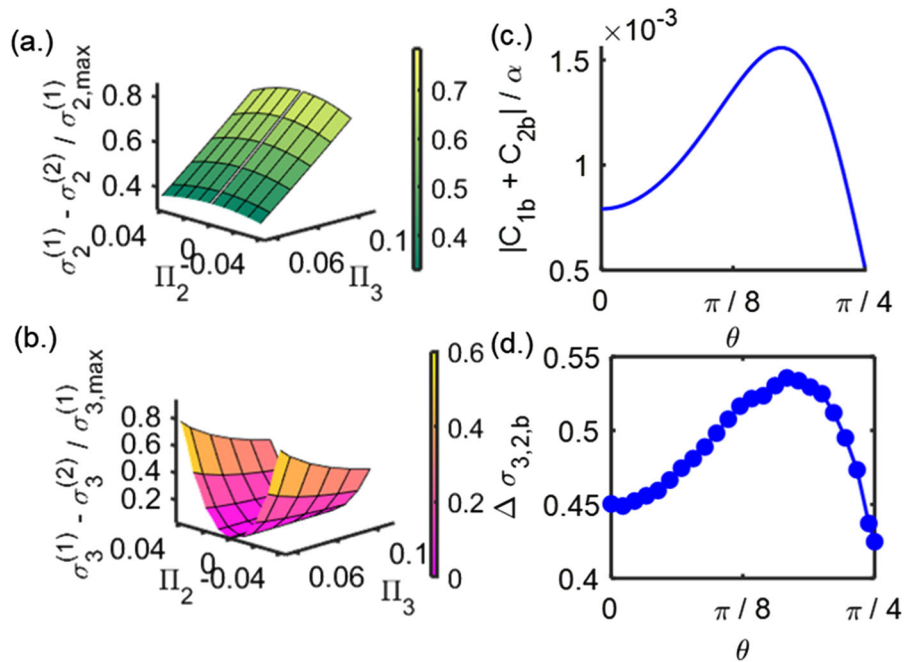 (a.)
σ₂⁽¹⁾ - σ₂⁽²⁾ / σ₂,max⁽¹⁾
0.8
0.6
0.4
0.04
0
-0.04
Π₂
0.06
0.1
Π₃
0.7
0.6
0.5
0.4
(b.)
σ₃⁽¹⁾ - σ₃⁽²⁾ / σ₃,max⁽¹⁾
0.8
0.6
0.4
0.2
0.04
0
-0.04
Π₂
0.06
0.1
Π₃
0.6
0.4
0.2
0
(c.)
×10⁻³
|C₁b + C₂b| / α
1.5
1
0.5
0
π / 8
π / 4
θ
(d.)
Δ σ₃,₂,b
0.55
0.5
0.45
0.4
0
π / 8
π / 4
θ